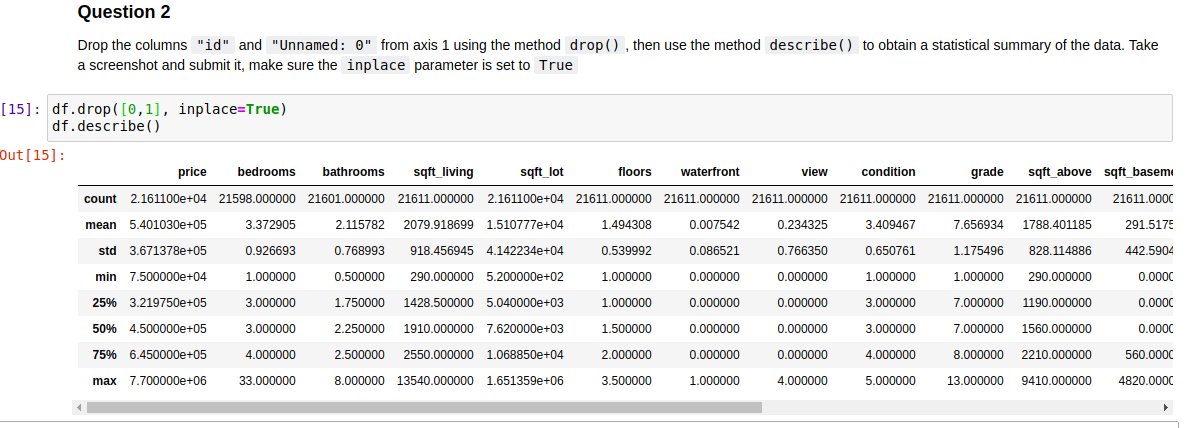 Question 2
Drop the columns "id" and "Unnamed: 0" from axis 1 using the method drop() , then use the method describe() to obtain a statistical summary of the data. Take
a screenshot and submit it, make sure the inplace parameter is set to True
[15]: df.drop([0,1], inplace=True)
df.describe()
Out[15]:
price bedrooms bathrooms sqft_living sqft_lot floors waterfront view condition grade sqft_above sqft_baseme
count 2.161100e+04 21598.000000 21601.000000 21611.000000 2.161100e+04 21611.000000 21611.000000 21611.000000 21611.000000 21611.000000 21611.000000 21611.000
mean 5.401030e+05 3.372905 2.115782 2079.918699 1.510777e+04 1.494308 0.007542 0.234325 3.409467 7.656934 1788.401185 291.5175
std 3.671378e+05 0.926693 0.768993 918.456945 4.142234e+04 0.539992 0.086521 0.766350 0.650761 1.175496 828.114886 442.5904
min 7.500000e+04 1.000000 0.500000 290.000000 5.200000e+02 1.000000 0.000000 0.000000 1.000000 1.000000 290.000000 0.0000
25% 3.219750e+05 3.000000 1.750000 1428.500000 5.040000e+03 1.000000 0.000000 0.000000 3.000000 7.000000 1190.000000 0.0000
50% 4.500000e+05 3.000000 2.250000 1910.000000 7.620000e+03 1.500000 0.000000 0.000000 3.000000 7.000000 1560.000000 0.000
75% 6.450000e+05 4.000000 2.500000 2550.000000 1.068850e+04 2.000000 0.000000 0.000000 4.000000 8.000000 2210.000000 560.0000
max 7.700000e+06 33.000000 8.000000 13540.000000 1.651359e+06 3.500000 1.000000 4.000000 5.000000 13.000000 9410.000000 4820.0000